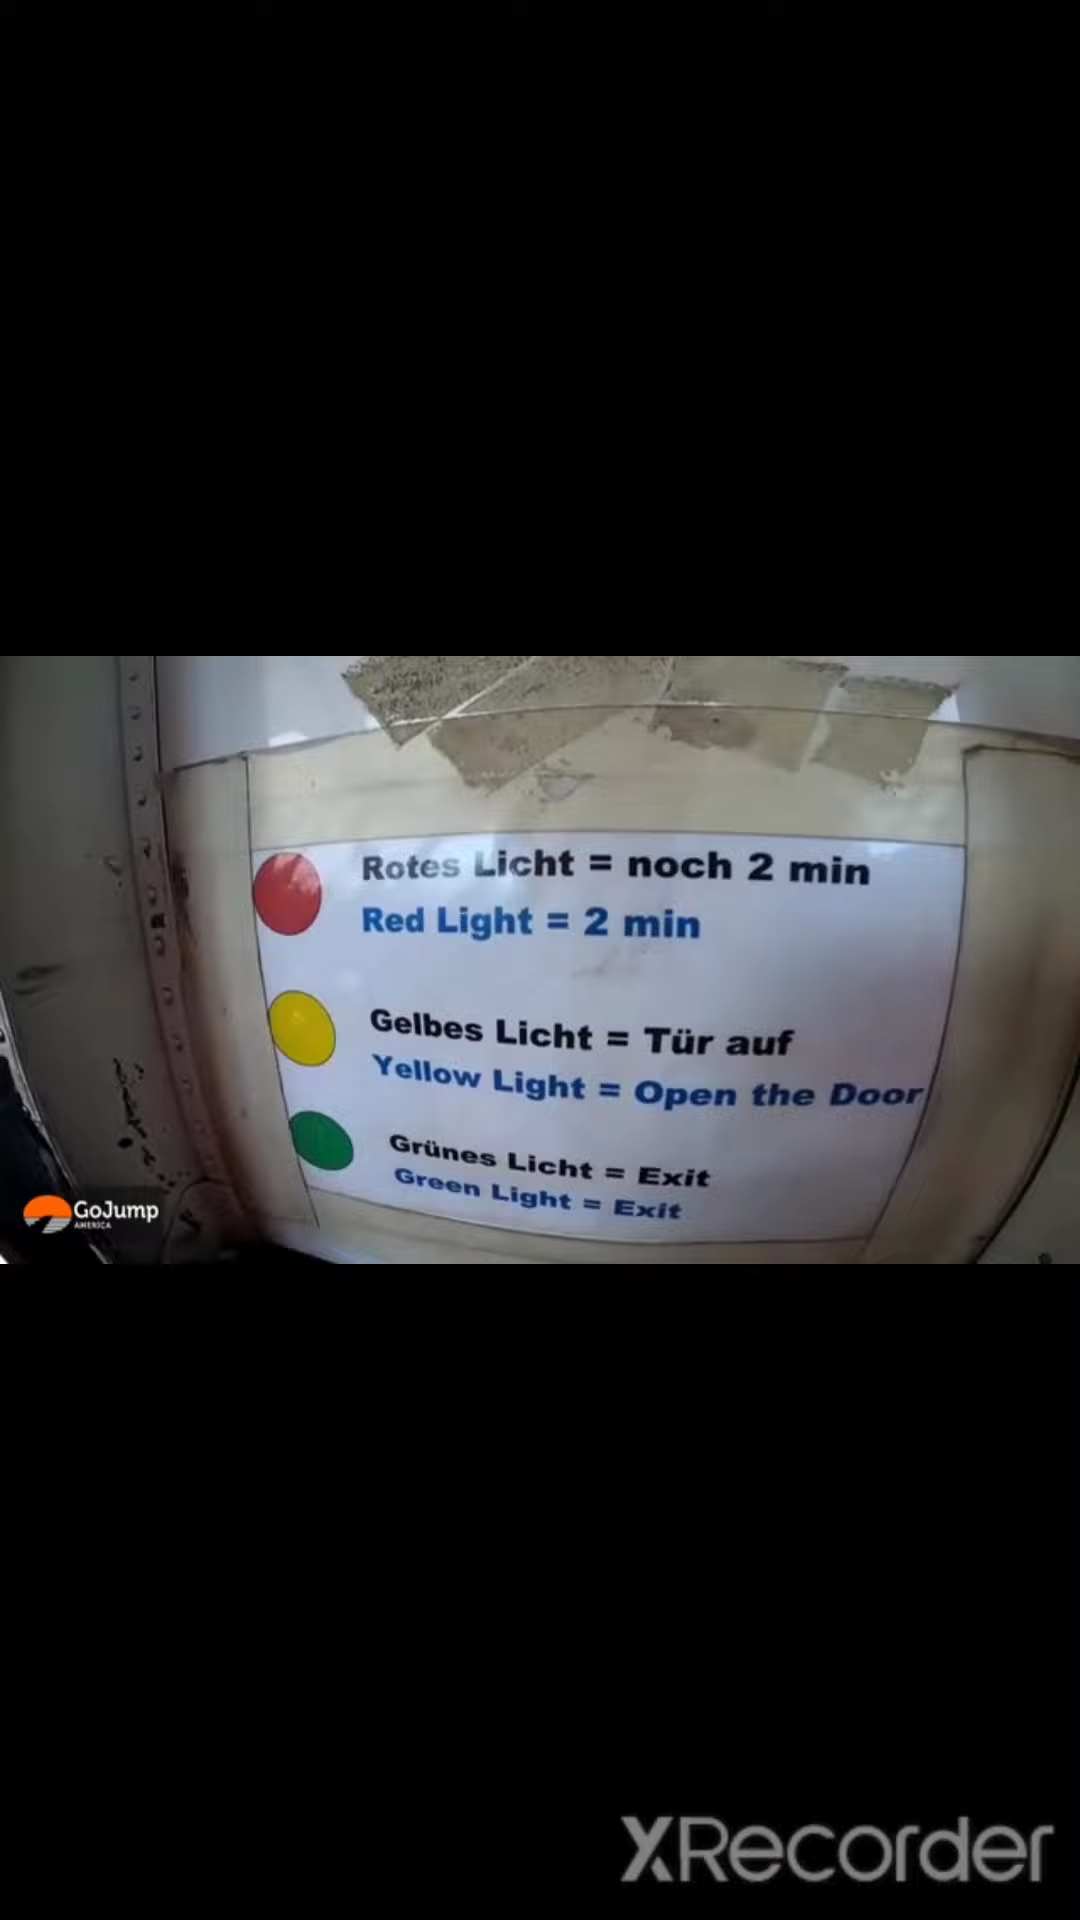 Rotes Licht = noch 2 min
Red Light = 2 min
Gelbes Licht = Tür auf
Yellow Light = Open the Door
Grünes Licht = Exit
Green Light = Exit
GoJump
AMERICA
XRecorder